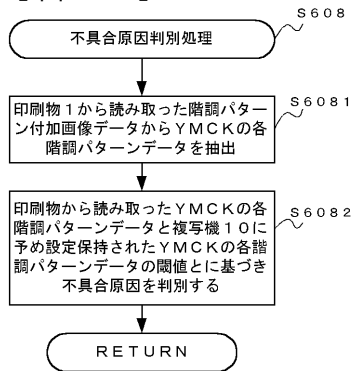 S608
不具合原因判別処理
S6081
印刷物1から読み取った階調パター
ン付加画像データからYMCKの各
階調パターンデータを抽出
S6082
印刷物から読み取ったYMCKの各
階調パターンデータと複写機10に
予め設定保持されたYMCKの各諧
調パターンデータの閾値とに基づき
不具合原因を判別する
RETURN